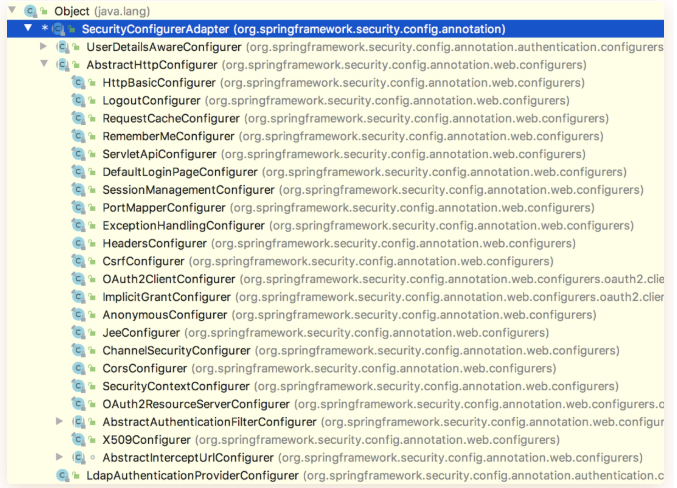 Object (java.lang)
* SecurityConfigurerAdapter (org.springframework.security.config.annotation)
UserDetailsAwareConfigurer (org.springframework.security.config.annotation.authentication.configurers
AbstractHttpConfigurer (org.springframework.security.config.annotation.web.configurers)
HttpBasicConfigurer (org.springframework.security.config.annotation.web.configurers)
LogoutConfigurer (org.springframework.security.config.annotation.web.configurers)
RequestCacheConfigurer (org.springframework.security.config.annotation.web.configurers)
RememberMeConfigurer (org.springframework.security.config.annotation.web.configurers)
ServletApiConfigurer (org.springframework.security.config.annotation.web.configurers)
DefaultLoginPageConfigurer (org.springframework.security.config.annotation.web.configurers)
SessionManagementConfigurer (org.springframework.security.config.annotation.web.configurers)
PortMapperConfigurer (org.springframework.security.config.annotation.web.configurers)
ExceptionHandlingConfigurer (org.springframework.security.config.annotation.web.configurers)
HeadersConfigurer (org.springframework.security.config.annotation.web.configurers)
CsrfConfigurer (org.springframework.security.config.annotation.web.configurers)
OAuth2ClientConfigurer (org.springframework.security.config.annotation.web.configurers.oauth2.clie
ImplicitGrantConfigurer (org.springframework.security.config.annotation.web.configurers.oauth2.clier
AnonymousConfigurer (org.springframework.security.config.annotation.web.configurers)
JeeConfigurer (org.springframework.security.config.annotation.web.configurers)
ChannelSecurityConfigurer (org.springframework.security.config.annotation.web.configurers)
CorsConfigurer (org.springframework.security.config.annotation.web.configurers)
SecurityContextConfigurer (org.springframework.security.config.annotation.web.configurers)
OAuth2ResourceServerConfigurer (org.springframework.security.config.annotation.web.configurers.o
AbstractAuthenticationFilterConfigurer (org.springframework.security.config.annotation.web.configur
X509Configurer (org.springframework.security.config.annotation.web.configurers)
AbstractInterceptUrlConfigurer (org.springframework.security.config.annotation.web.configurers)
LdapAuthenticationProviderConfigurer (org.springframework.security.config.annotation.authentication.c